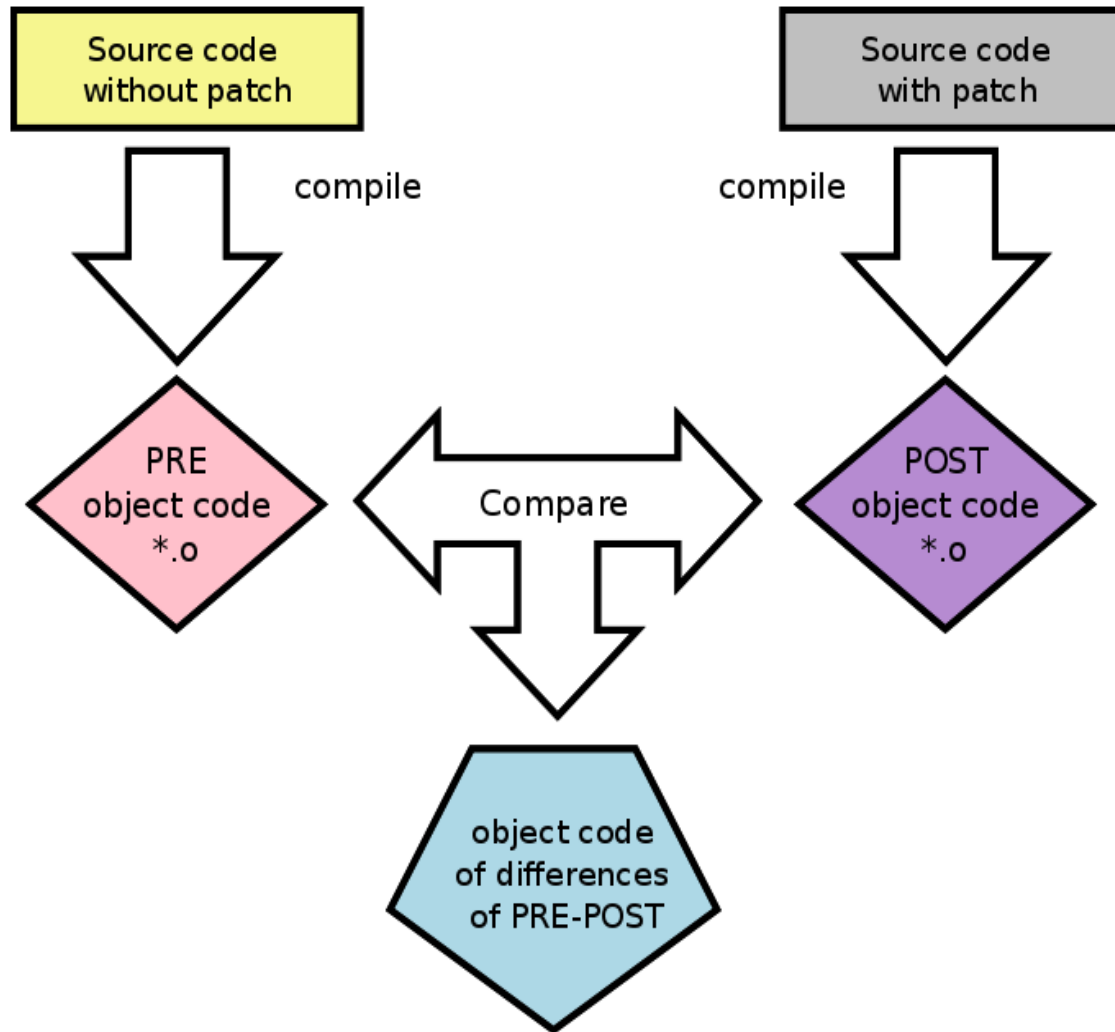 Source code
without patch
Source code
with patch
compile
compile
PRE
object code
*.o
Compare
POST
object code
*.o
object code
of differences
of PRE-POST